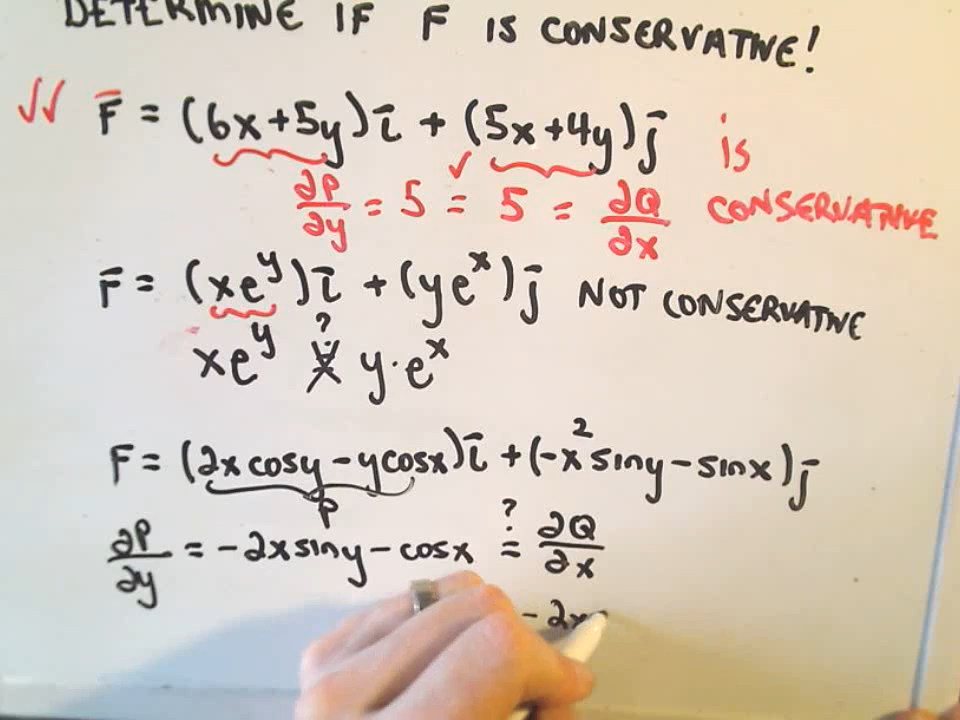 DETERMINE IF F IS CONSERVATIVE!
√√ F̄ = (6x+5y)ī + (5x+4y)j̄ is
∂P/∂y = 5 =✓ 5 = ∂Q/∂x CONSERVATIVE
F̄ = (xe^y)ī + (ye^x)j̄ NOT CONSERVATIVE
xe^y ≠? y·e^x
F = (2xcosy - ycosx)ī + (-x²siny - sinx)j̄
P
∂P/∂y = -2xsiny - cosx =? ∂Q/∂x
-2x